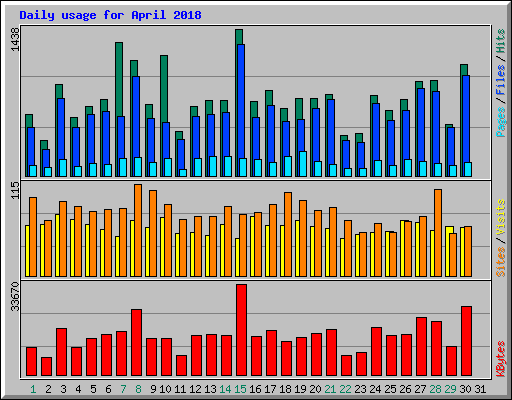 Daily usage for April 2018
1438
Pages / Files / Hits
115
Sites / Visits
33670
KBytes
1 2 3 4 5 6 7 8 9 10 11 12 13 14 15 16 17 18 19 20 21 22 23 24 25 26 27 28 29 30 31